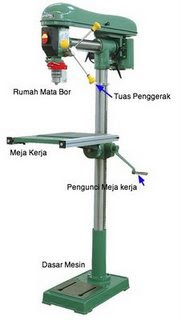 Rumah Mata Bor
Tuas Penggerak
Meja Kerja
Pengunci Meja kerja
Dasar Mesin